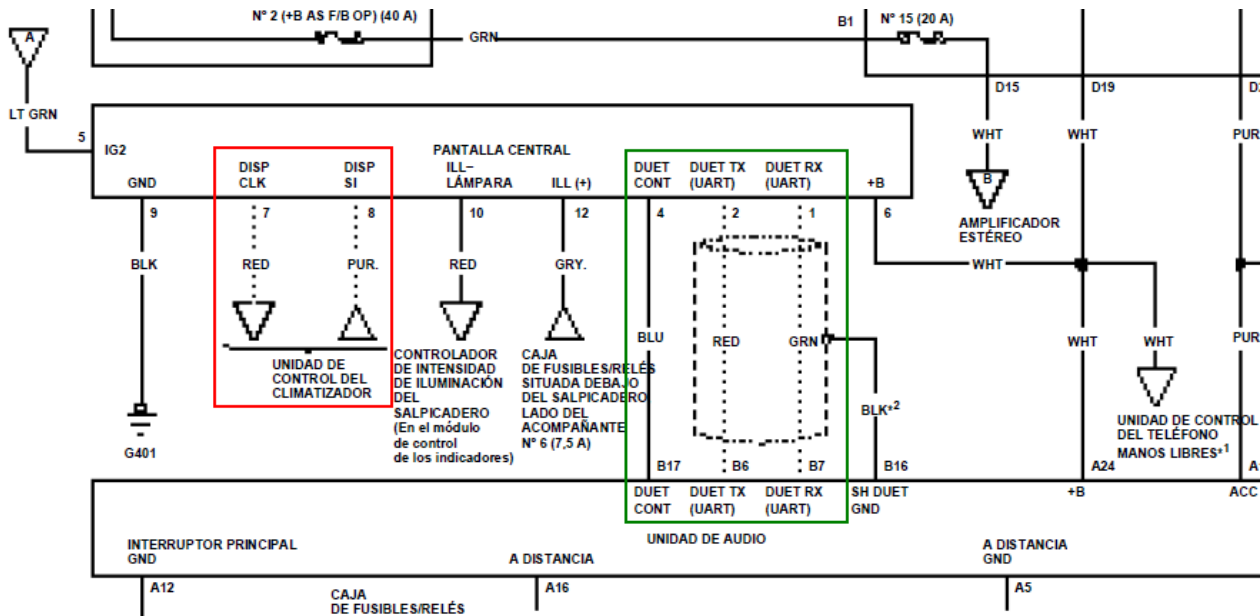 Nº 2 (+B AS F/B OP) (40 A)
B1
Nº 15 (20 A)
A
GRN
LT GRN
D15
D19
5
IG2
WHT
WHT
PUR
PANTALLA CENTRAL
GND
DISP
CLK
DISP
SI
ILL–
LÁMPARA
ILL (+)
DUET
CONT
DUET TX
(UART)
DUET RX
(UART)
+B
B
9
7
8
10
12
4
2
1
6
AMPLIFICADOR
ESTÉREO
BLK
RED
PUR.
RED
GRY.
WHT
BLU
RED
GRN
WHT
WHT
PUR
UNIDAD DE
CONTROL DEL
CLIMATIZADOR
CONTROLADOR
DE INTENSIDAD
DE ILUMINACIÓN
DEL
SALPICADERO
(En el módulo
de control
de los indicadores)
CAJA
DE FUSIBLES/RELÉS
SITUADA DEBAJO
DEL SALPICADERO
LADO DEL
ACOMPAÑANTE
Nº 6 (7,5 A)
BLK*2
UNIDAD DE CONTROL
DEL TELÉFONO
MANOS LIBRES*1
G401
B17
B6
B7
B16
A24
DUET
CONT
DUET TX
(UART)
DUET RX
(UART)
SH DUET
GND
+B
ACC
UNIDAD DE AUDIO
INTERRUPTOR PRINCIPAL
GND
A DISTANCIA
A DISTANCIA
GND
A12
CAJA
DE FUSIBLES/RELÉS
A16
A5